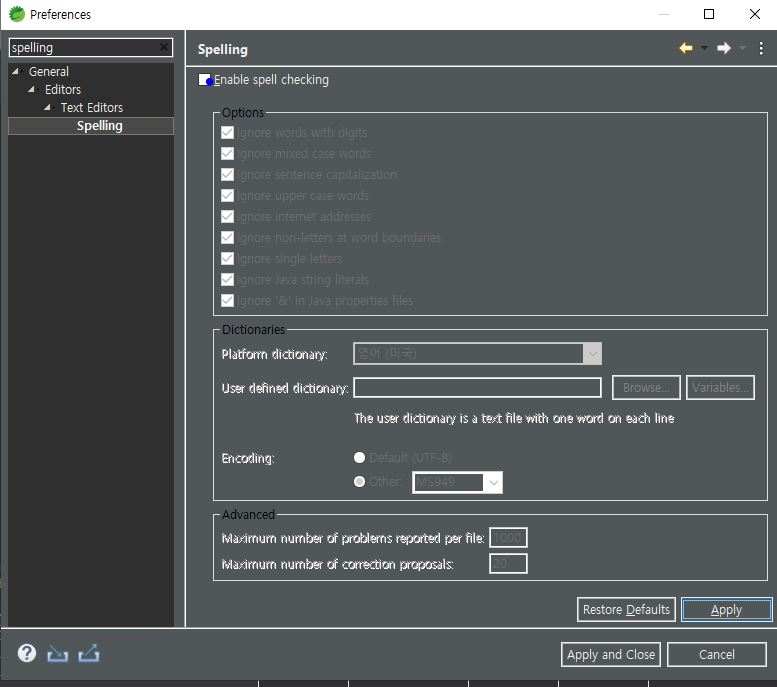 Preferences
spelling
Spelling
General
Editors
Text Editors
Spelling
Enable spell checking
Options
Ignore words with digits
Ignore mixed case words
Ignore sentence capitalization
Ignore upper case words
Ignore internet addresses
Ignore non-letters at word boundaries
Ignore single letters
Ignore Java string literals
Ignore '&' in Java properties files
Dictionaries
Platform dictionary: 영어 (미국)
User defined dictionary: Browse... Variables...
The user dictionary is a text file with one word on each line
Encoding: Default (UTF-8)
Other: MS949
Advanced
Maximum number of problems reported per file: 1000
Maximum number of correction proposals: 20
Restore Defaults Apply
Apply and Close Cancel